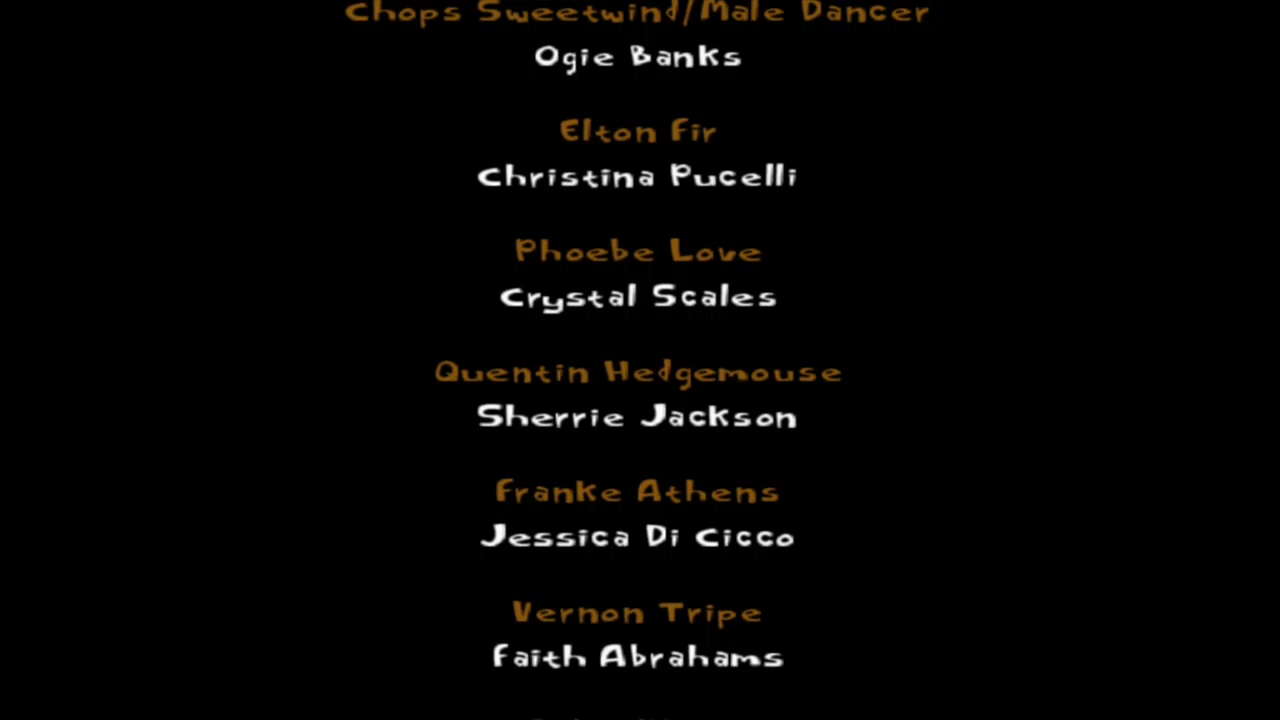 Chops Sweetwind/Male Dancer
Ogie Banks
Elton Fir
Christina Pucelli
Phoebe Love
Crystal Scales
Quentin Hedgemouse
Sherrie Jackson
Franke Athens
Jessica Di Cicco
Vernon Tripe
Faith Abrahams